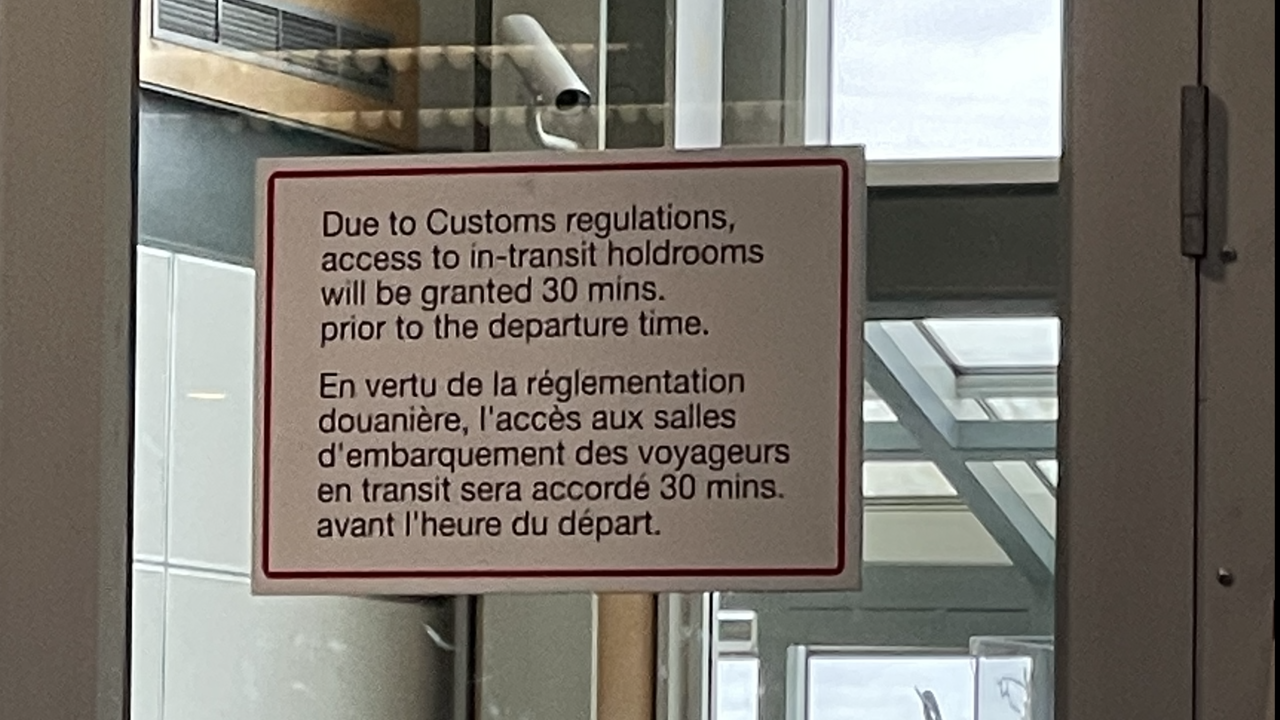 Due to Customs regulations,
access to in-transit holdrooms
will be granted 30 mins.
prior to the departure time.
En vertu de la réglementation
douanière, l'accès aux salles
d'embarquement des voyageurs
en transit sera accordé 30 mins.
avant l'heure du départ.